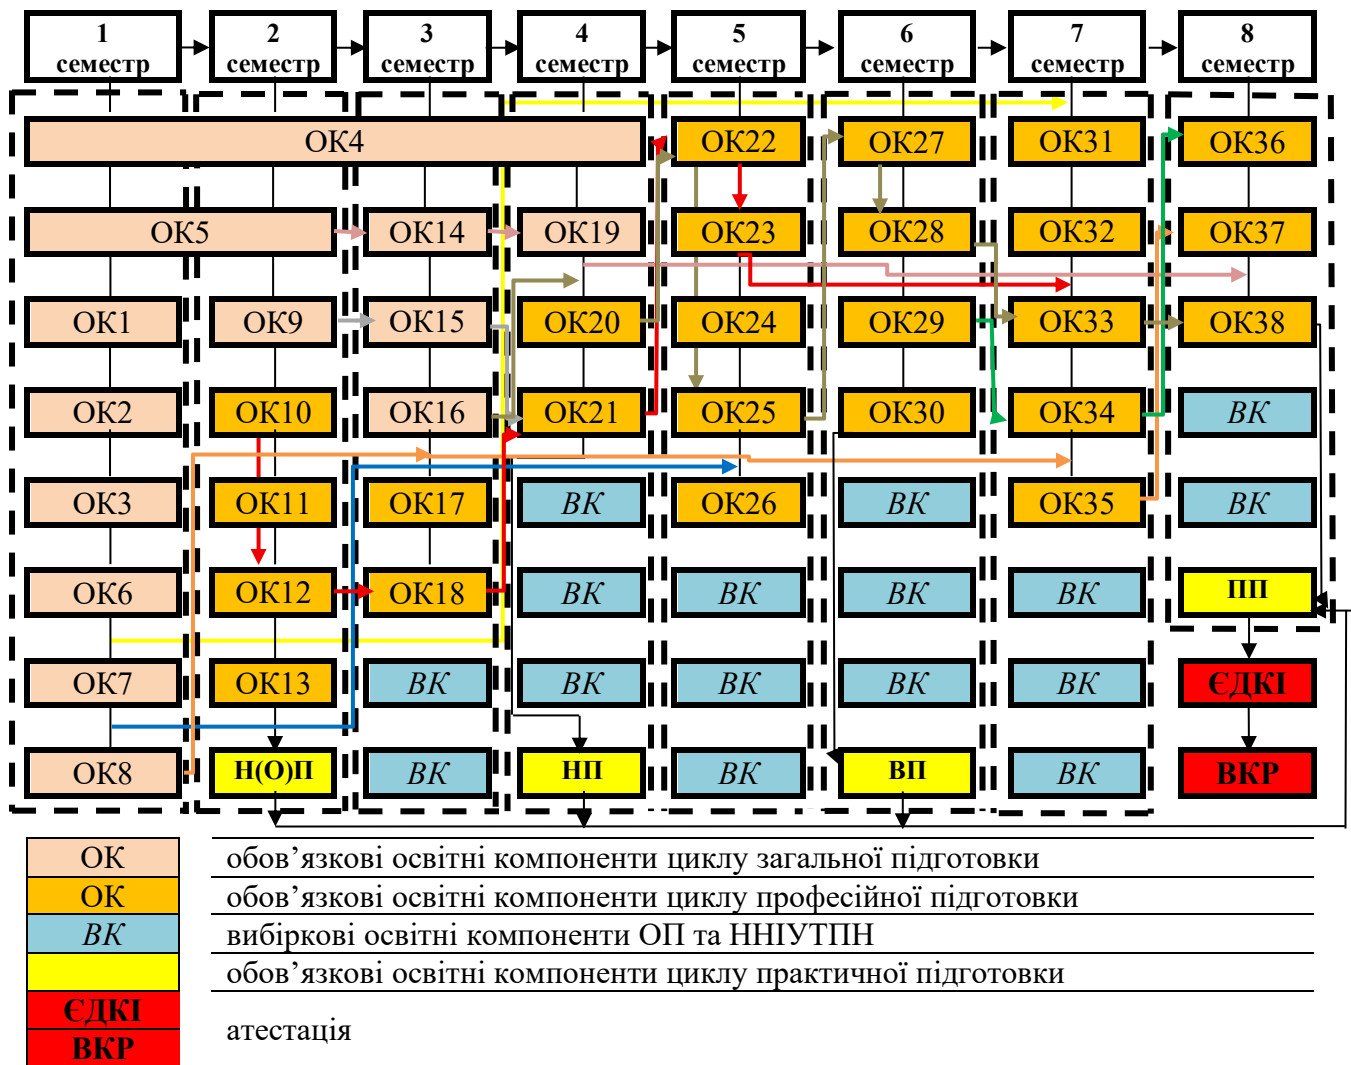 1 семестр
2 семестр
3 семестр
4 семестр
5 семестр
6 семестр
7 семестр
8 семестр
ОК4
ОК22
ОК27
ОК31
ОК36
ОК5
ОК14
ОК19
ОК23
ОК28
ОК32
ОК37
ОК1
ОК9
ОК15
ОК20
ОК24
ОК29
ОК33
ОК38
ОК2
ОК10
ОК16
ОК21
ОК25
ОК30
ОК34
ВК
ОК3
ОК11
ОК17
ВК
ОК26
ВК
ОК35
ВК
ОК6
ОК12
ОК18
ВК
ВК
ВК
ВК
ПП
ОК7
ОК13
ВК
ВК
ВК
ВК
ВК
ЄДКІ
ОК8
Н(О)П
ВК
НП
ВК
ВП
ВК
ВКР
ОК обов’язкові освітні компоненти циклу загальної підготовки
ОК обов’язкові освітні компоненти циклу професійної підготовки
ВК вибіркові освітні компоненти ОП та ННІУТПН
обов’язкові освітні компоненти циклу практичної підготовки
ЄДКІ
атестація
ВКР